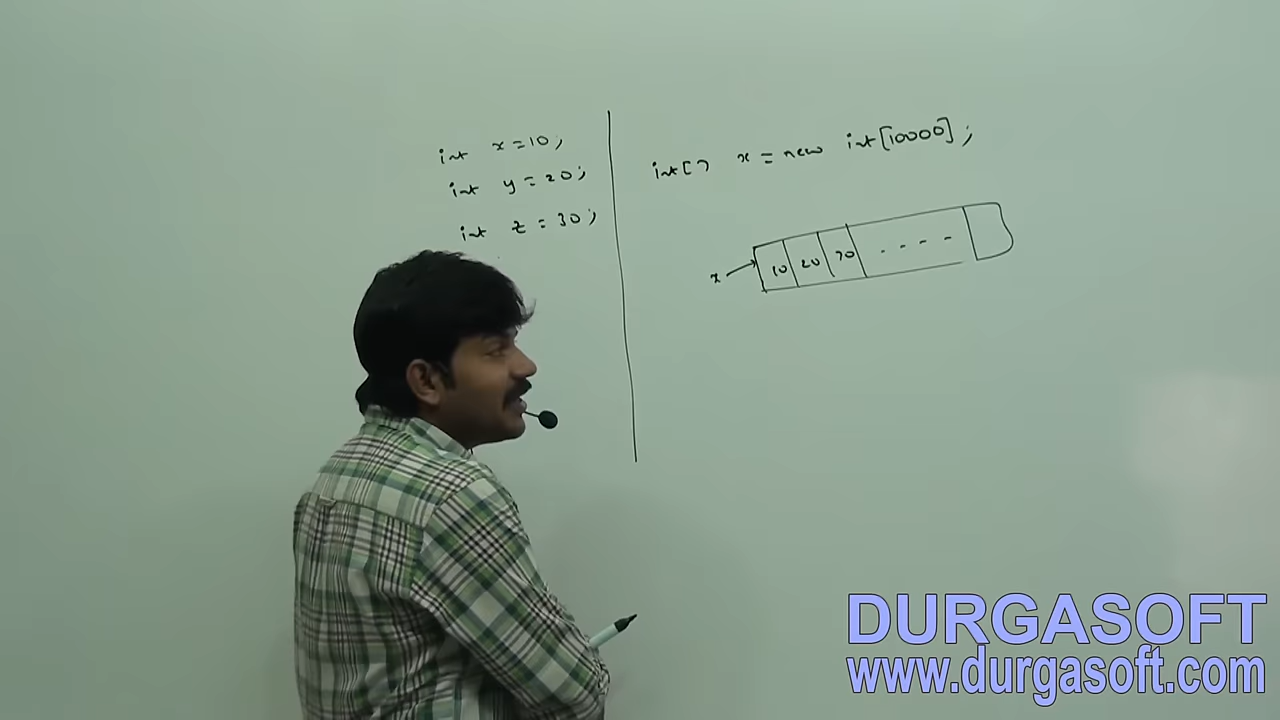 int x = 10;
int y = 20;
int z = 30;
int[] x = new int[10000];
x
10 20 30 - - - -
DURGASOFT
www.durgasoft.com